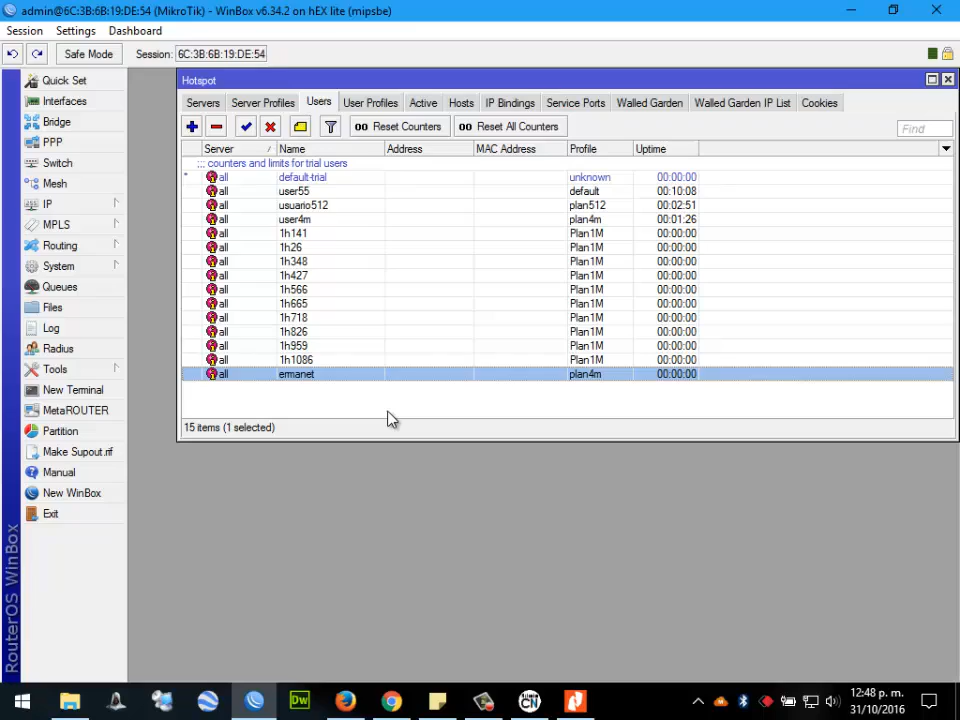 admin@6C:3B:6B:19:DE:54 (MikroTik) - WinBox v6.34.2 on hEX lite (mipsbe)
Session Settings Dashboard
Safe Mode Session: 6C:3B:6B:19:DE:54
Quick Set
Interfaces
Bridge
PPP
Switch
Mesh
IP
MPLS
Routing
System
Queues
Files
Log
Radius
Tools
New Terminal
MetaROUTER
Partition
Make Supout.rif
Manual
New WinBox
Exit
RouterOS WinBox
Hotspot
Servers Server Profiles Users User Profiles Active Hosts IP Bindings Service Ports Walled Garden Walled Garden IP List Cookies
00 Reset Counters 00 Reset All Counters Find
Server Name Address MAC Address Profile Uptime
;;; counters and limits for trial users
* all default-trial unknown 00:00:00
all user55 default 00:10:08
all usuario512 plan512 00:02:51
all user4m plan4m 00:01:26
all 1h141 Plan1M 00:00:00
all 1h26 Plan1M 00:00:00
all 1h348 Plan1M 00:00:00
all 1h427 Plan1M 00:00:00
all 1h566 Plan1M 00:00:00
all 1h665 Plan1M 00:00:00
all 1h718 Plan1M 00:00:00
all 1h826 Plan1M 00:00:00
all 1h959 Plan1M 00:00:00
all 1h1086 Plan1M 00:00:00
all ermanet plan4m 00:00:00
15 items (1 selected)
Dw
CN
12:48 p. m.
31/10/2016